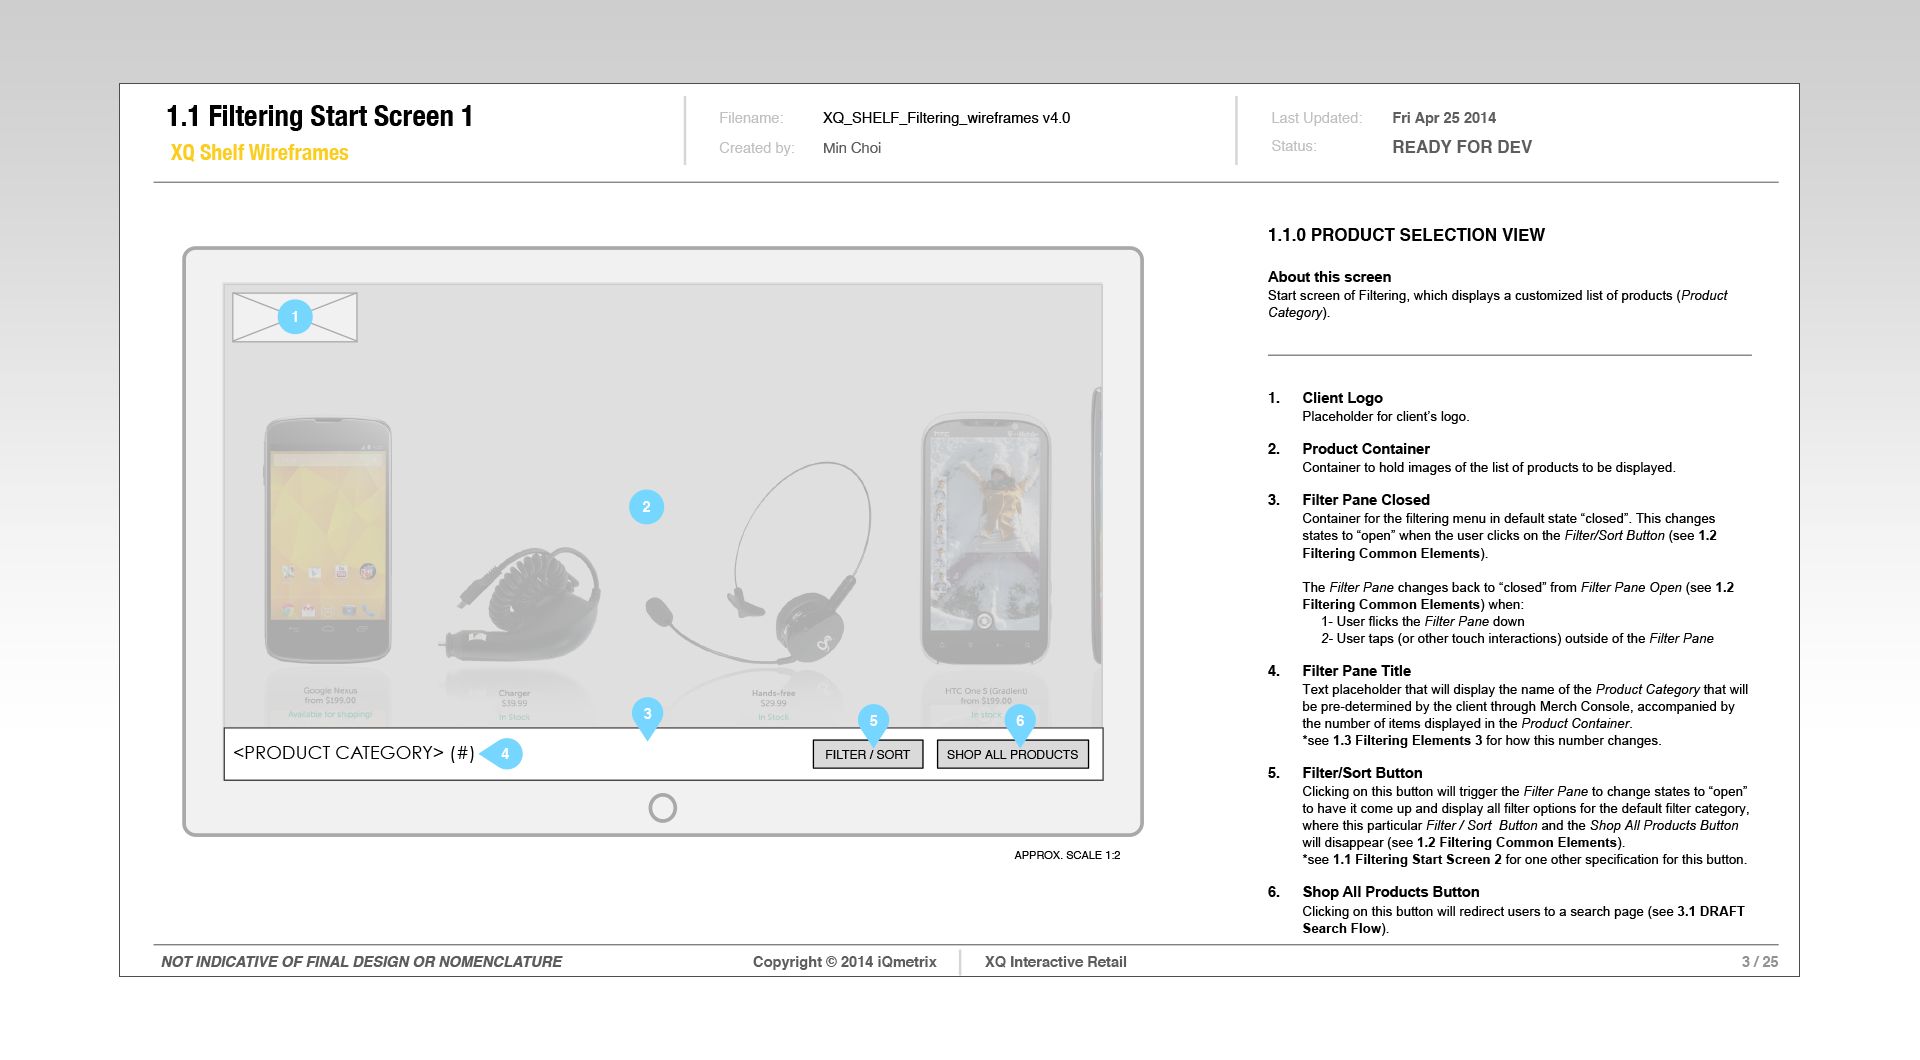 1.1 Filtering Start Screen 1
XQ Shelf Wireframes
Filename: XQ_SHELF_Filtering_wireframes v4.0
Created by: Min Choi
Last Updated: Fri Apr 25 2014
Status: READY FOR DEV
1
2
Google Nexus
from $199.00
Available for shipping!
Charger
$39.99
In Stock
Hands-free
$29.99
In Stock
HTC One S (Gradient)
from $199.00
In stock
3
5
6
<PRODUCT CATEGORY> (#)
4
FILTER / SORT
SHOP ALL PRODUCTS
APPROX. SCALE 1:2
1.1.0 PRODUCT SELECTION VIEW
About this screen
Start screen of Filtering, which displays a customized list of products (Product
Category).
1. Client Logo
Placeholder for client's logo.
2. Product Container
Container to hold images of the list of products to be displayed.
3. Filter Pane Closed
Container for the filtering menu in default state “closed”. This changes
states to “open” when the user clicks on the Filter/Sort Button (see 1.2
Filtering Common Elements).
The Filter Pane changes back to “closed” from Filter Pane Open (see 1.2
Filtering Common Elements) when:
1- User flicks the Filter Pane down
2- User taps (or other touch interactions) outside of the Filter Pane
4. Filter Pane Title
Text placeholder that will display the name of the Product Category that will
be pre-determined by the client through Merch Console, accompanied by
the number of items displayed in the Product Container.
*see 1.3 Filtering Elements 3 for how this number changes.
5. Filter/Sort Button
Clicking on this button will trigger the Filter Pane to change states to “open”
to have it come up and display all filter options for the default filter category,
where this particular Filter / Sort Button and the Shop All Products Button
will disappear (see 1.2 Filtering Common Elements).
*see 1.1 Filtering Start Screen 2 for one other specification for this button.
6. Shop All Products Button
Clicking on this button will redirect users to a search page (see 3.1 DRAFT
Search Flow).
NOT INDICATIVE OF FINAL DESIGN OR NOMENCLATURE
Copyright © 2014 iQmetrix
XQ Interactive Retail
3 / 25